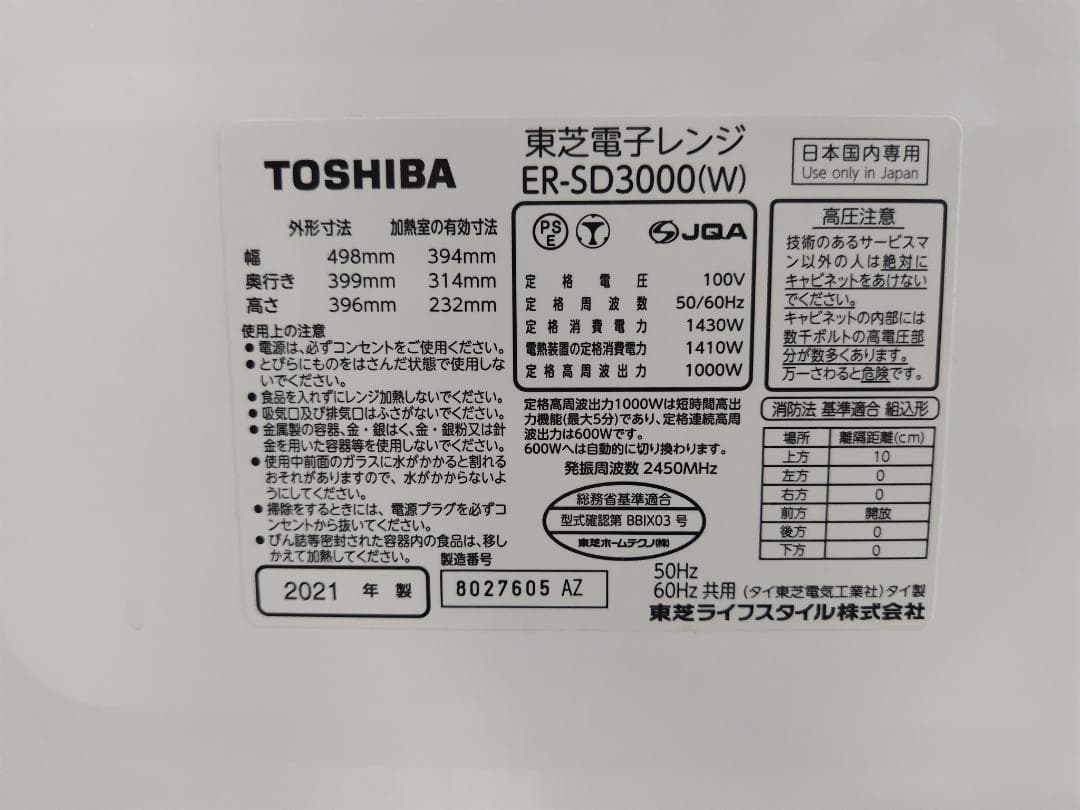 TOSHIBA
東芝電子レンジ
ER-SD3000(W)
日本国内専用
Use only in Japan
外形寸法 加熱室の有効寸法
幅 498mm 394mm
奥行き 399mm 314mm
高さ 396mm 232mm
使用上の注意
●電源は、必ずコンセントをご使用ください。
●とびらにものをはさんだ状態で使用しな
いでください。
●食品を入れずにレンジ加熱しないでください。
●吸気口及び排気口はふさがないでください。
●金属製の容器、金・銀はく、金・銀粉又は針
金を用いた容器等を使用しないでください。
●使用中前面のガラスに水がかかると割れる
おそれがありますので、水がかからないよ
うにしてください。
●掃除をするときには、電源プラグを必ずコ
ンセントから抜いてください。
●びん詰等密封された容器内の食品は、移し
かえて加熱してください。
PS
E
JQA
定格電圧 100V
定格周波数 50/60Hz
定格消費電力 1430W
電熱装置の定格消費電力 1410W
定格高周波出力 1000W
定格高周波出力1000Wは短時間高出
力機能(最大5分)であり、定格連続高周
波出力は600Wです。
600Wへは自動的に切り換わります。
発振周波数 2450MHz
総務省基準適合
型式確認第 BBIX03 号
東芝ホームテクノ(株)
高圧注意
技術のあるサービスマ
ン以外の人は絶対に
キャビネットをあけない
でください。
キャビネットの内部には
数千ボルトの高電圧部
分が数多くあります。
万一さわると危険です。
消防法 基準適合 組込形
場所 離隔距離(cm)
上方 10
左方 0
右方 0
前方 開放
後方 0
下方 0
2021 年 製
製造番号
8027605 AZ
50Hz
60Hz 共用 (タイ東芝電気工業社)タイ製
東芝ライフスタイル株式会社